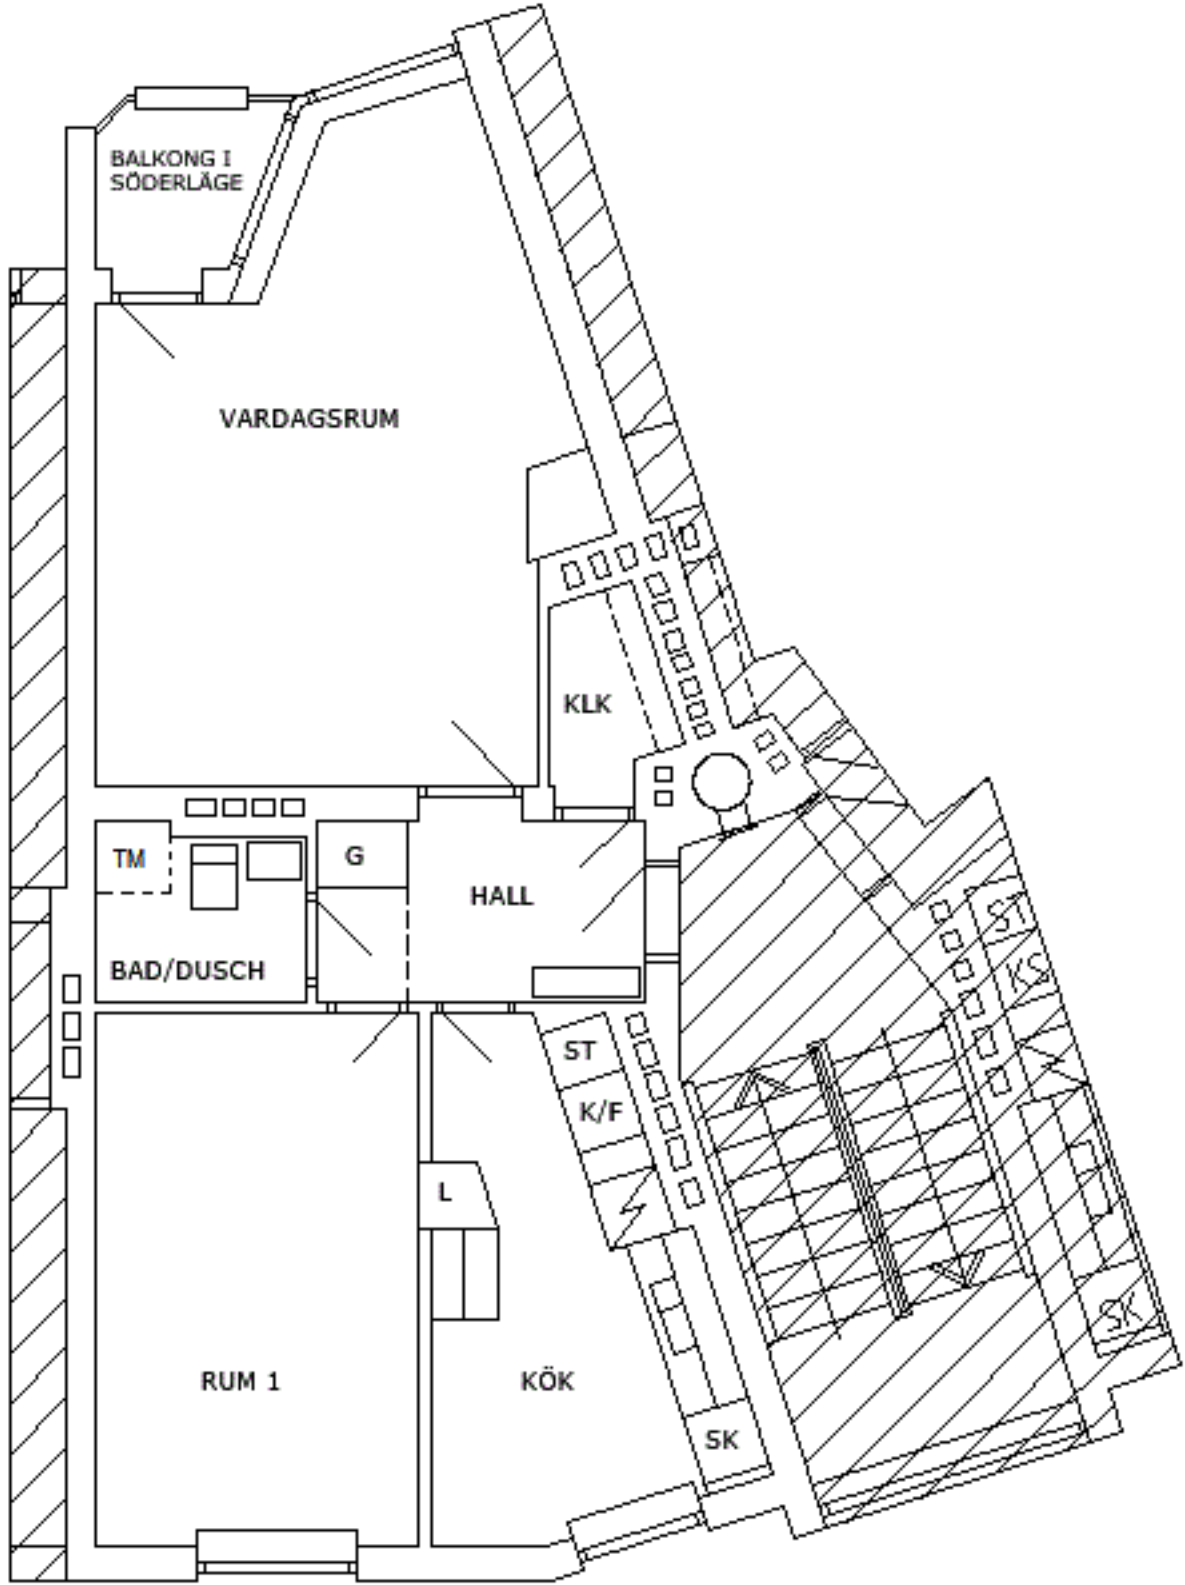 BALKONG I
SÖDERLÄGE
VARDAGSRUM
KLK
TM
G
HALL
BAD/DUSCH
ST
KS
ST
K/F
L
RUM 1
KÖK
SK
SK